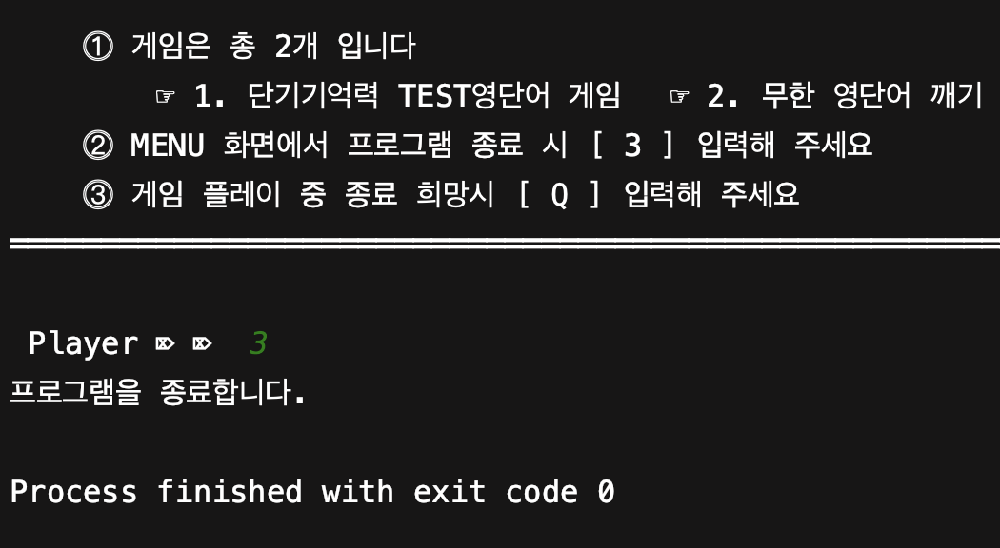 ① 게임은 총 2개 입니다
☞ 1. 단기기억력 TEST영단어 게임 ☞ 2. 무한 영단어 깨기
② MENU 화면에서 프로그램 종료 시 [ 3 ] 입력해 주세요
③ 게임 플레이 중 종료 희망시 [ Q ] 입력해 주세요
Player ⌦ ⌦ 3
프로그램을 종료합니다.
Process finished with exit code 0